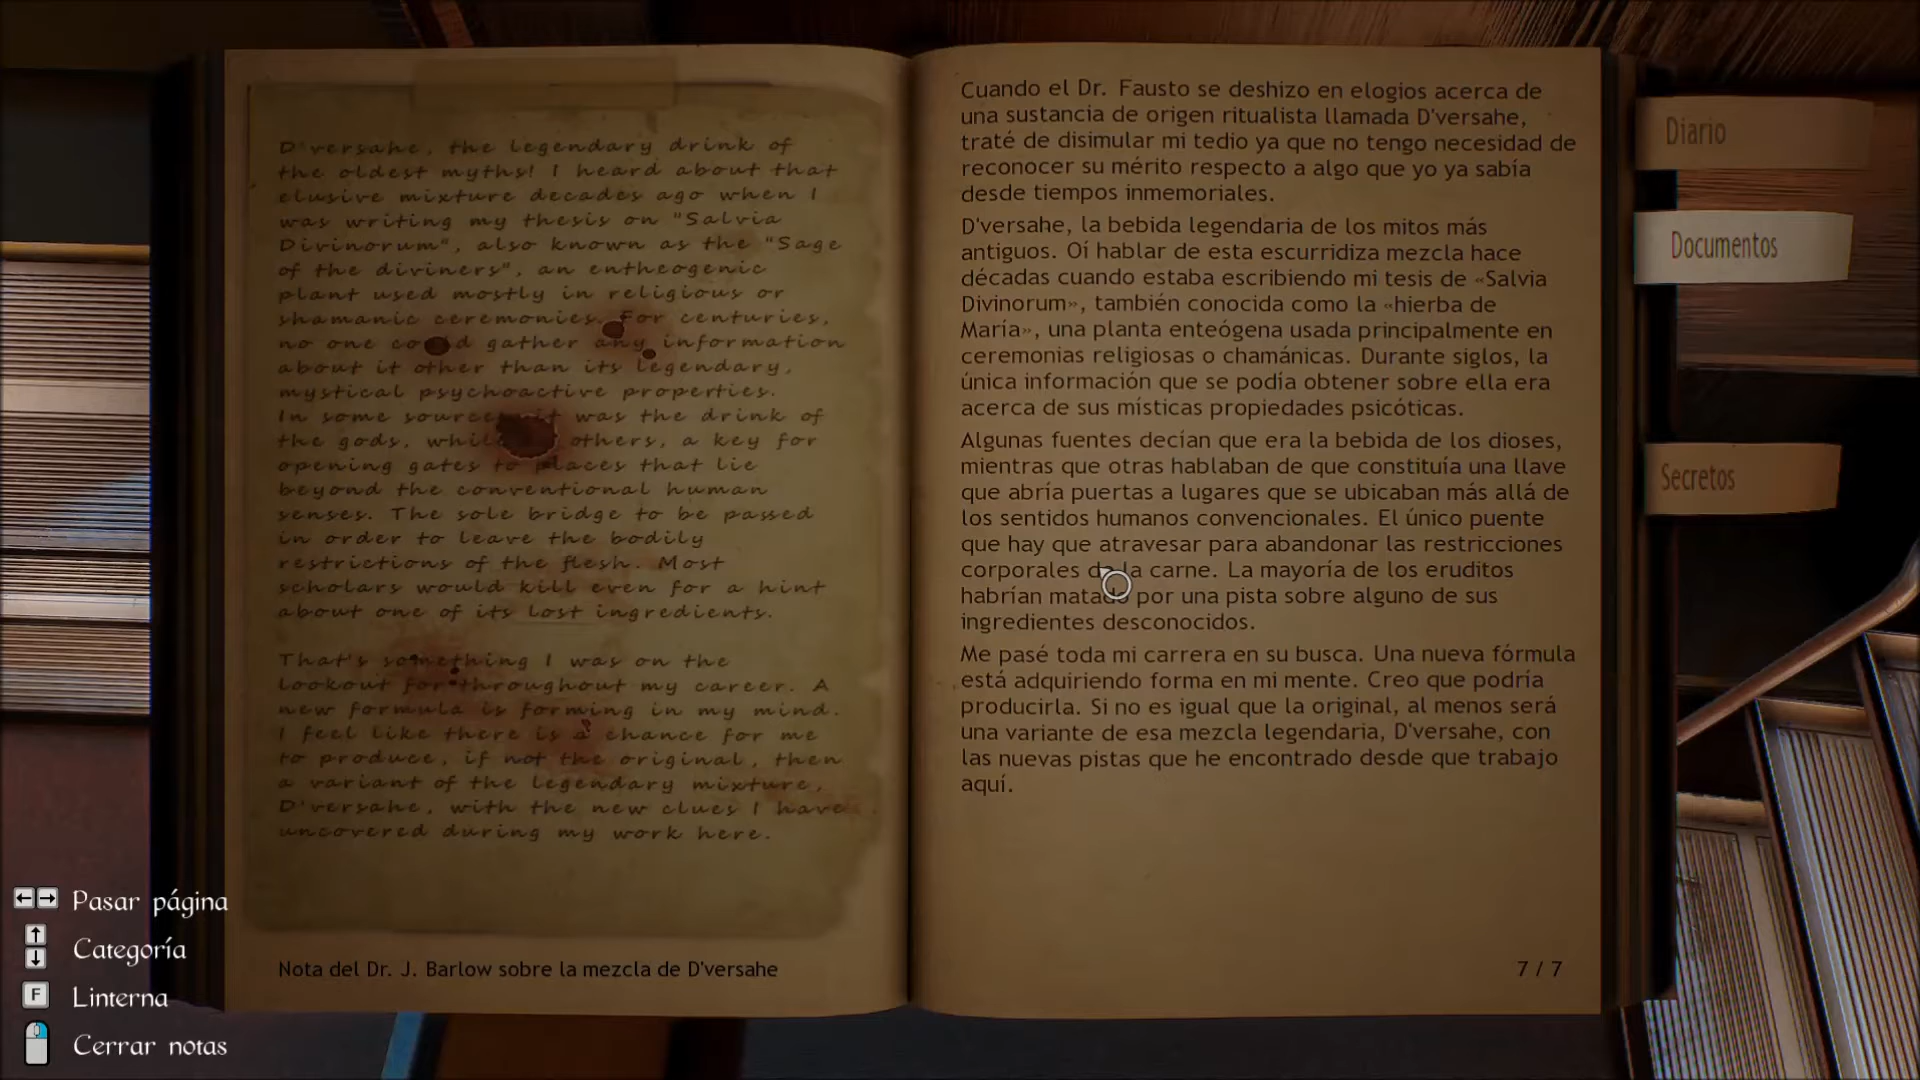 D'versahe, the legendary drink of
the oldest myths! I heard about that
elusive mixture decades ago when I
was writing my thesis on "Salvia
Divinorum", also known as the "Sage
of the diviners", an entheogenic
plant used mostly in religious or
shamanic ceremonies. For centuries,
no one could gather any information
about it other than its legendary,
mystical psychoactive properties.
In some sources it was the drink of
the gods, while others, a key for
opening gates to places that lie
beyond the conventional human
senses. The sole bridge to be passed
in order to leave the bodily
restrictions of the flesh. Most
scholars would kill even for a hint
about one of its lost ingredients.
That's something I was on the
lookout for throughout my career. A
new formula is forming in my mind.
I feel like there is a chance for me
to produce, if not the original, then
a variant of the legendary mixture,
D'versahe, with the new clues I have
uncovered during my work here.
Nota del Dr. J. Barlow sobre la mezcla de D'versahe
Cuando el Dr. Fausto se deshizo en elogios acerca de
una sustancia de origen ritualista llamada D'versahe,
traté de disimular mi tedio ya que no tengo necesidad de
reconocer su mérito respecto a algo que yo ya sabía
desde tiempos inmemoriales.
D'versahe, la bebida legendaria de los mitos más
antiguos. Oí hablar de esta escurridiza mezcla hace
décadas cuando estaba escribiendo mi tesis de «Salvia
Divinorum», también conocida como la «hierba de
María», una planta enteógena usada principalmente en
ceremonias religiosas o chamánicas. Durante siglos, la
única información que se podía obtener sobre ella era
acerca de sus místicas propiedades psicóticas.
Algunas fuentes decían que era la bebida de los dioses,
mientras que otras hablaban de que constituía una llave
que abría puertas a lugares que se ubicaban más allá de
los sentidos humanos convencionales. El único puente
que hay que atravesar para abandonar las restricciones
corporales de la carne. La mayoría de los eruditos
habrían matado por una pista sobre alguno de sus
ingredientes desconocidos.
Me pasé toda mi carrera en su busca. Una nueva fórmula
está adquiriendo forma en mi mente. Creo que podría
producirla. Si no es igual que la original, al menos será
una variante de esa mezcla legendaria, D'versahe, con
las nuevas pistas que he encontrado desde que trabajo
aquí.
7 / 7
Diario
Documentos
Secretos
Pasar página
Categoría
F Linterna
Cerrar notas